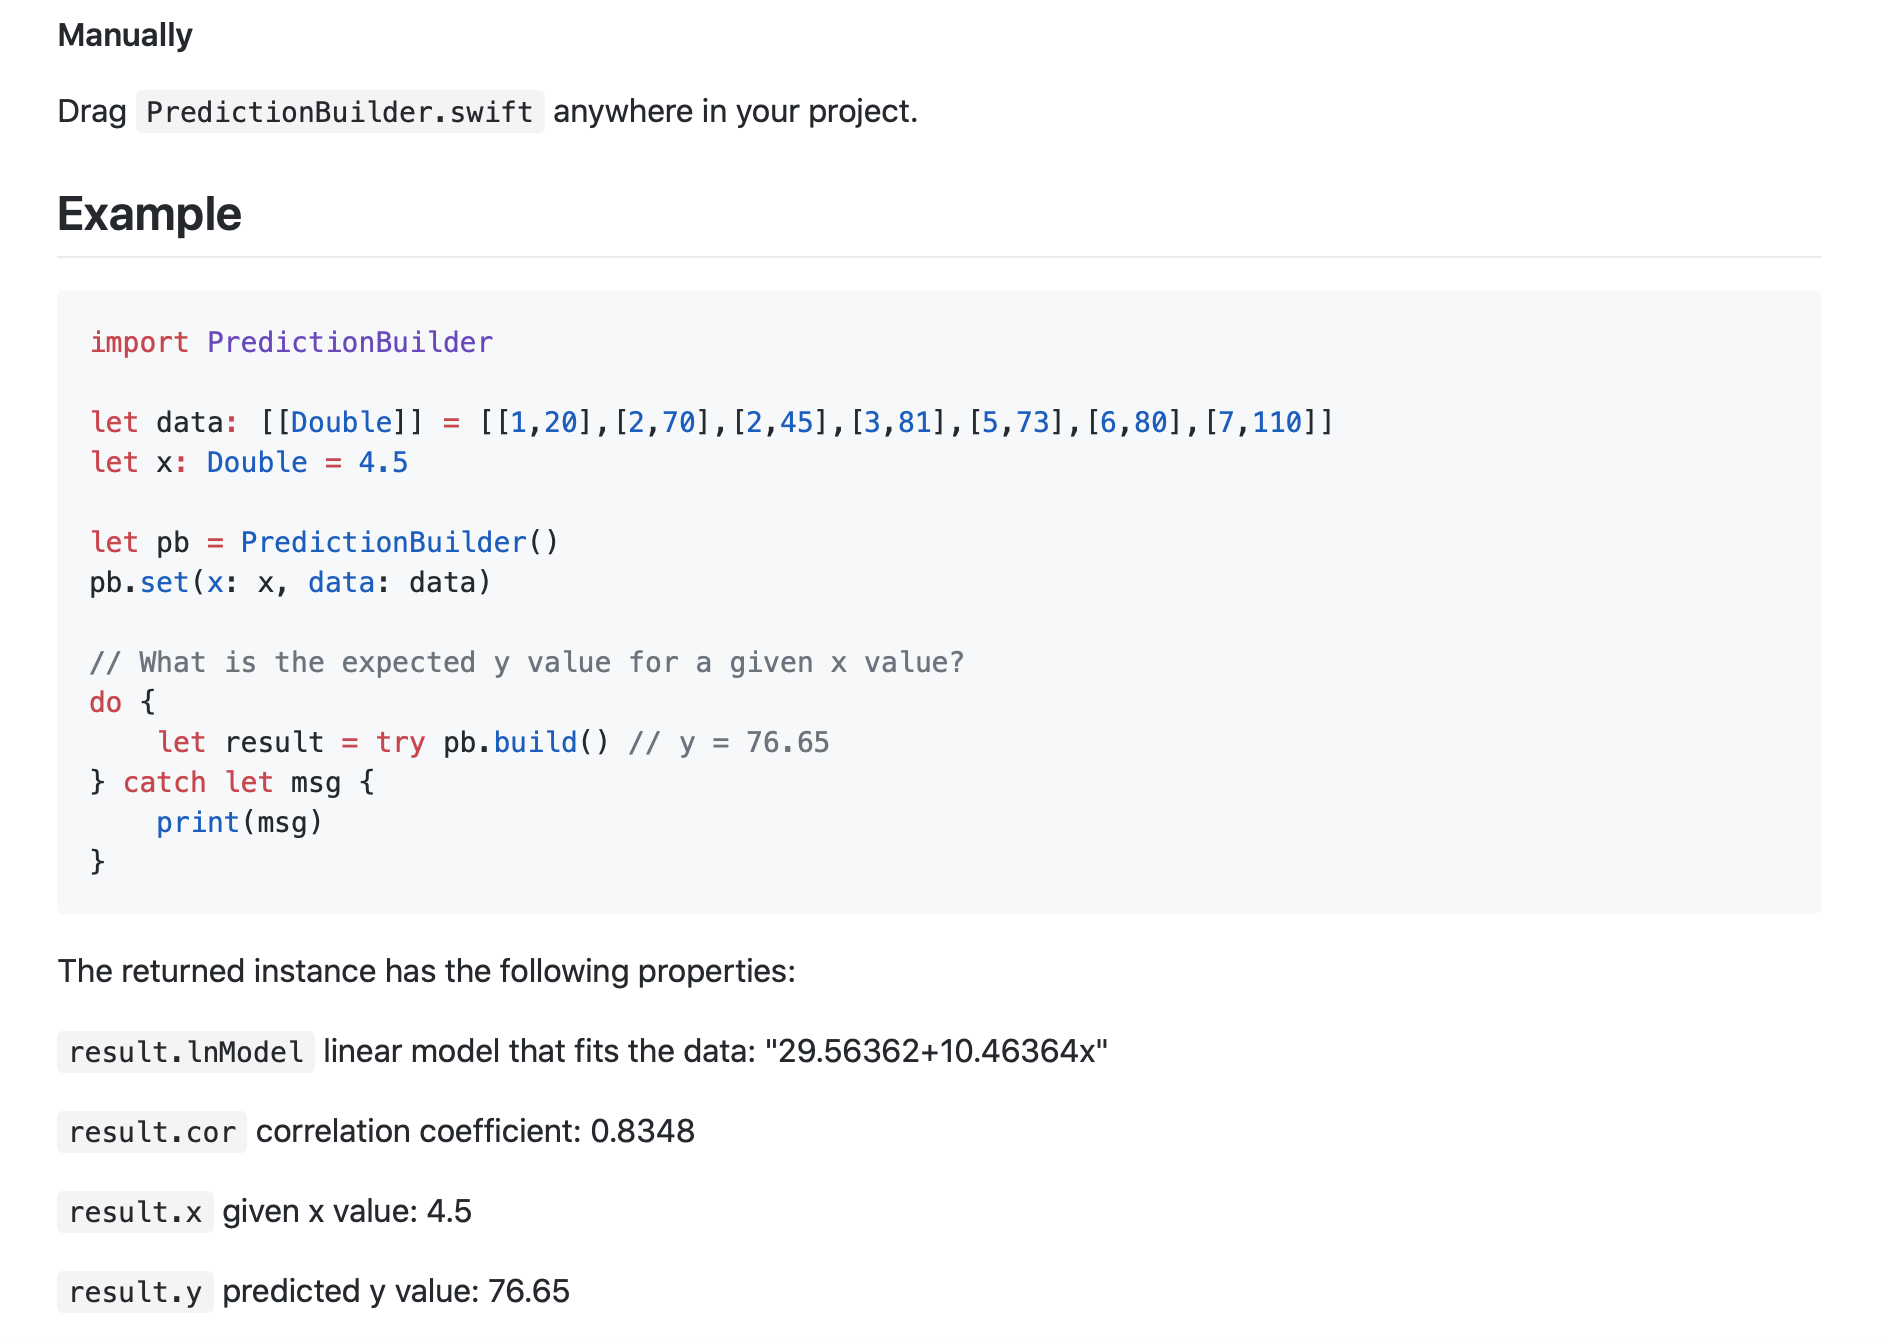 Manually
Drag PredictionBuilder.swift anywhere in your project.
Example
import PredictionBuilder
let data: [[Double]] = [[1,20],[2,70],[2,45],[3,81],[5,73],[6,80],[7,110]]
let x: Double = 4.5
let pb = PredictionBuilder()
pb.set(x: x, data: data)
// What is the expected y value for a given x value?
do {
    let result = try pb.build() // y = 76.65
} catch let msg {
    print(msg)
}
The returned instance has the following properties:
result.lnModel linear model that fits the data: "29.56362+10.46364x"
result.cor correlation coefficient: 0.8348
result.x given x value: 4.5
result.y predicted y value: 76.65